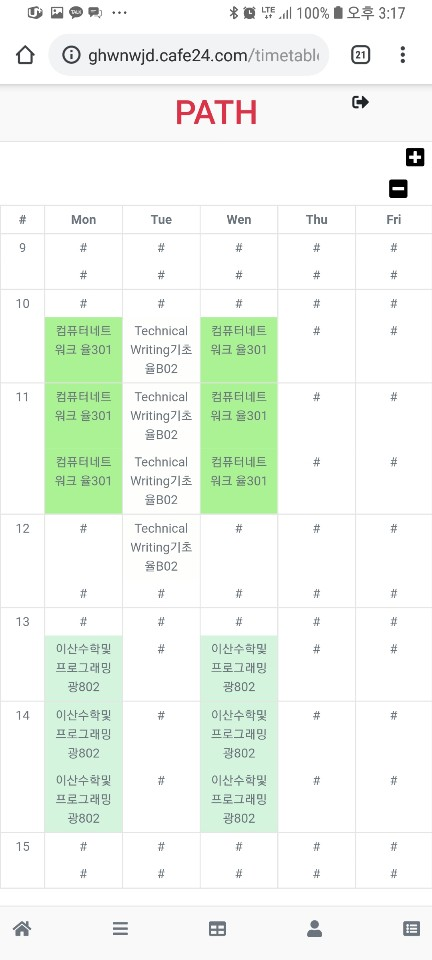 100% 오후 3:17
ghwnwjd.cafe24.com/timetabl
21
PATH
# Mon Tue Wen Thu Fri
9 # # # # #
# # # # #
10 # # # # #
컴퓨터네트 Technical 컴퓨터네트 # #
워크 율301 Writing기초 워크 율301
율B02
11 컴퓨터네트 Technical 컴퓨터네트 # #
워크 율301 Writing기초 워크 율301
율B02
컴퓨터네트 Technical 컴퓨터네트 # #
워크 율301 Writing기초 워크 율301
율B02
12 # Technical # # #
Writing기초
율B02
# # # # #
13 # # # # #
이산수학및 # 이산수학및 # #
프로그래밍 프로그래밍
광802 광802
14 이산수학및 # 이산수학및 # #
프로그래밍 프로그래밍
광802 광802
이산수학및 # 이산수학및 # #
프로그래밍 프로그래밍
광802 광802
15 # # # # #
# # # # #